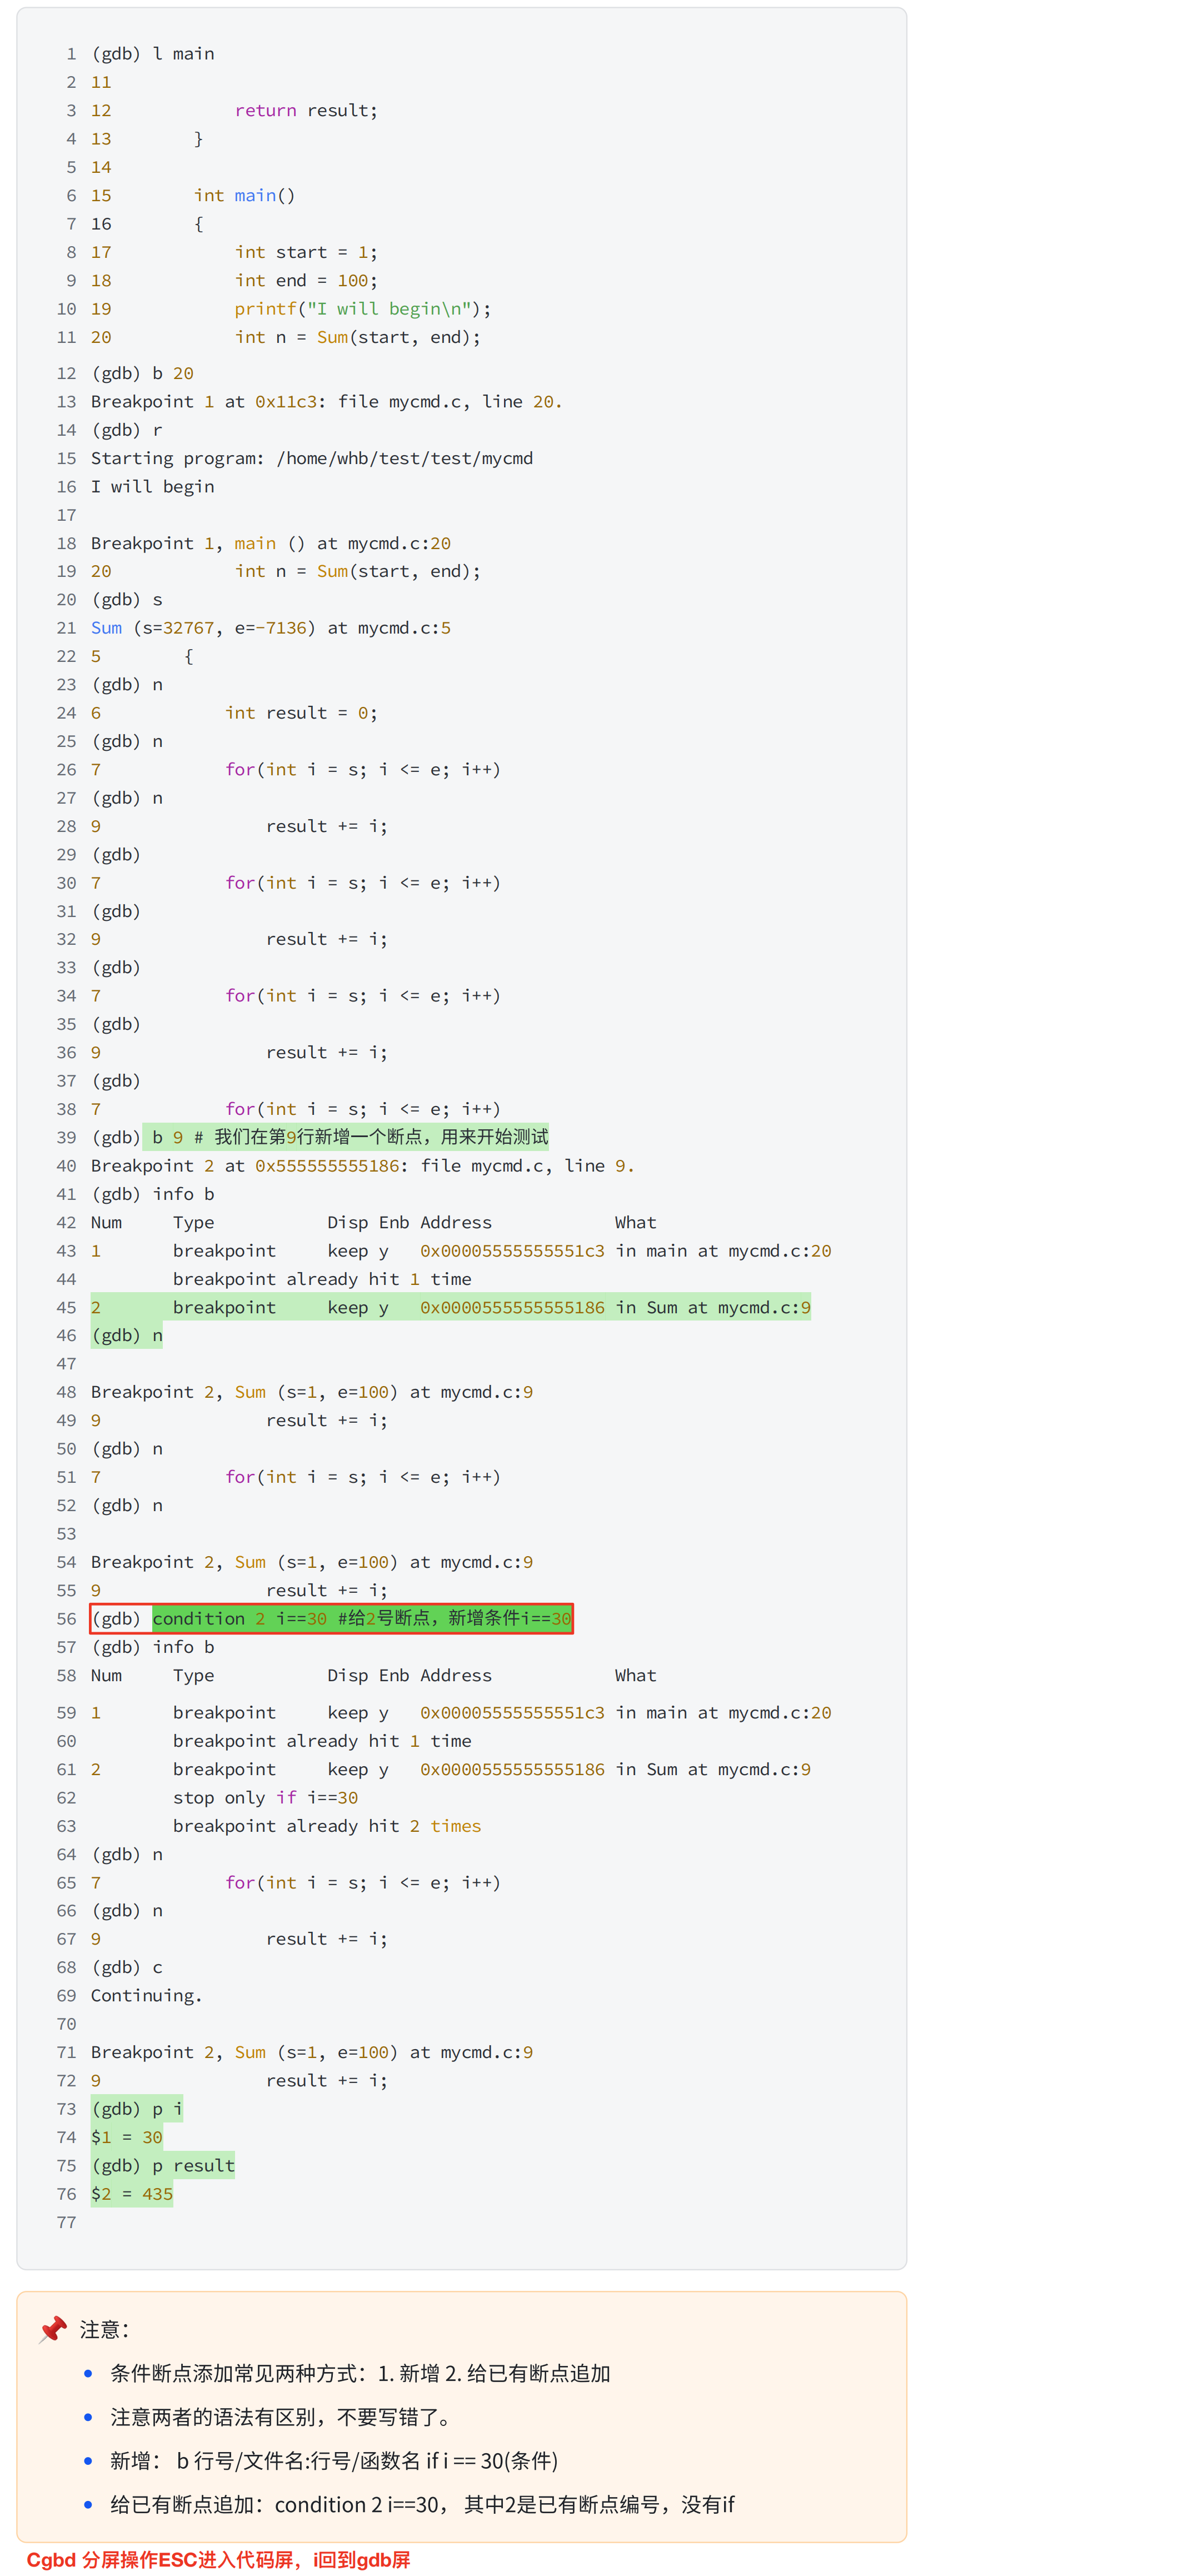 1 (gdb) l main
2 11
3 12 return result;
4 13 }
5 14
6 15 int main()
7 16 {
8 17 int start = 1;
9 18 int end = 100;
10 19 printf("I will begin\n");
11 20 int n = Sum(start, end);
12 (gdb) b 20
13 Breakpoint 1 at 0x11c3: file mycmd.c, line 20.
14 (gdb) r
15 Starting program: /home/whb/test/test/mycmd
16 I will begin
17
18 Breakpoint 1, main () at mycmd.c:20
19 20 int n = Sum(start, end);
20 (gdb) s
21 Sum (s=32767, e=-7136) at mycmd.c:5
22 5 {
23 (gdb) n
24 6 int result = 0;
25 (gdb) n
26 7 for(int i = s; i <= e; i++)
27 (gdb) n
28 9 result += i;
29 (gdb)
30 7 for(int i = s; i <= e; i++)
31 (gdb)
32 9 result += i;
33 (gdb)
34 7 for(int i = s; i <= e; i++)
35 (gdb)
36 9 result += i;
37 (gdb)
38 7 for(int i = s; i <= e; i++)
39 (gdb) b 9 # 我们在第9行新增一个断点，用来开始测试
40 Breakpoint 2 at 0x555555555186: file mycmd.c, line 9.
41 (gdb) info b
42 Num Type Disp Enb Address What
43 1 breakpoint keep y 0x00005555555551c3 in main at mycmd.c:20
44 breakpoint already hit 1 time
45 2 breakpoint keep y 0x0000555555555186 in Sum at mycmd.c:9
46 (gdb) n
47
48 Breakpoint 2, Sum (s=1, e=100) at mycmd.c:9
49 9 result += i;
50 (gdb) n
51 7 for(int i = s; i <= e; i++)
52 (gdb) n
53
54 Breakpoint 2, Sum (s=1, e=100) at mycmd.c:9
55 9 result += i;
56 (gdb) condition 2 i==30 #给2号断点，新增条件i==30
57 (gdb) info b
58 Num Type Disp Enb Address What
59 1 breakpoint keep y 0x00005555555551c3 in main at mycmd.c:20
60 breakpoint already hit 1 time
61 2 breakpoint keep y 0x0000555555555186 in Sum at mycmd.c:9
62 stop only if i==30
63 breakpoint already hit 2 times
64 (gdb) n
65 7 for(int i = s; i <= e; i++)
66 (gdb) n
67 9 result += i;
68 (gdb) c
69 Continuing.
70
71 Breakpoint 2, Sum (s=1, e=100) at mycmd.c:9
72 9 result += i;
73 (gdb) p i
74 $1 = 30
75 (gdb) p result
76 $2 = 435
77
注意：
• 条件断点添加常见两种方式：1. 新增 2. 给已有断点追加
• 注意两者的语法有区别，不要写错了。
• 新增： b 行号/文件名:行号/函数名 if i == 30(条件)
• 给已有断点追加：condition 2 i==30， 其中2是已有断点编号，没有if
Cgbd 分屏操作ESC进入代码屏，i回到gdb屏